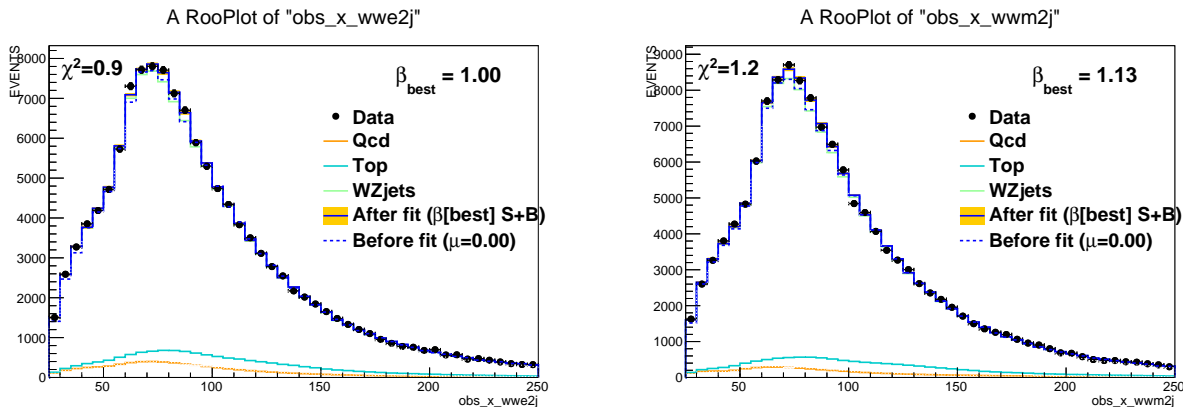 A RooPlot of "obs_x_wwe2j"
EVENTS
8000
7000
6000
5000
4000
3000
2000
1000
0
χ²=0.9
β_best = 1.00
Data
Qcd
Top
WZjets
After fit (β[best] S+B)
Before fit (μ=0.00)
50 100 150 200 250
obs_x_wwe2j
A RooPlot of "obs_x_wwm2j"
EVENTS
9000
8000
7000
6000
5000
4000
3000
2000
1000
0
χ²=1.2
β_best = 1.13
Data
Qcd
Top
WZjets
After fit (β[best] S+B)
Before fit (μ=0.00)
50 100 150 200 250
obs_x_wwm2j